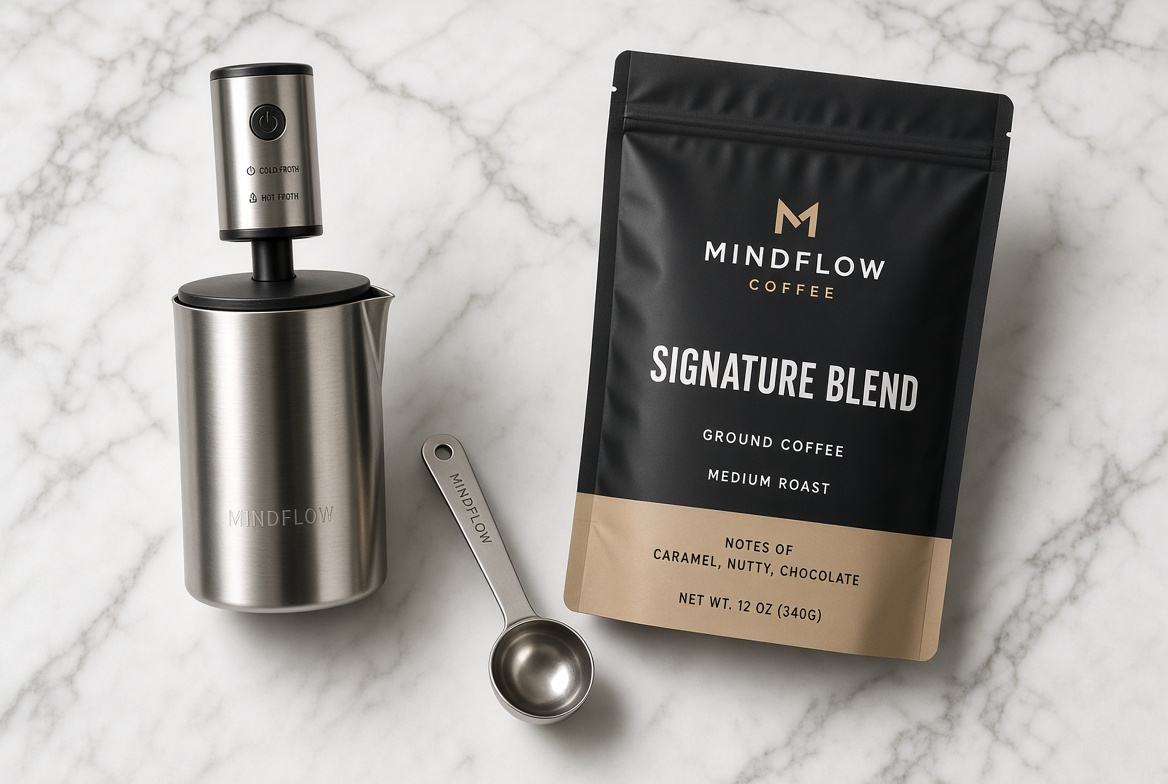 COLD FROTH
HOT FROTH
MINDFLOW
MINDFLOW
M
MINDFLOW
COFFEE
SIGNATURE BLEND
GROUND COFFEE
MEDIUM ROAST
NOTES OF
CARAMEL, NUTTY, CHOCOLATE
NET WT. 12 OZ (340G)